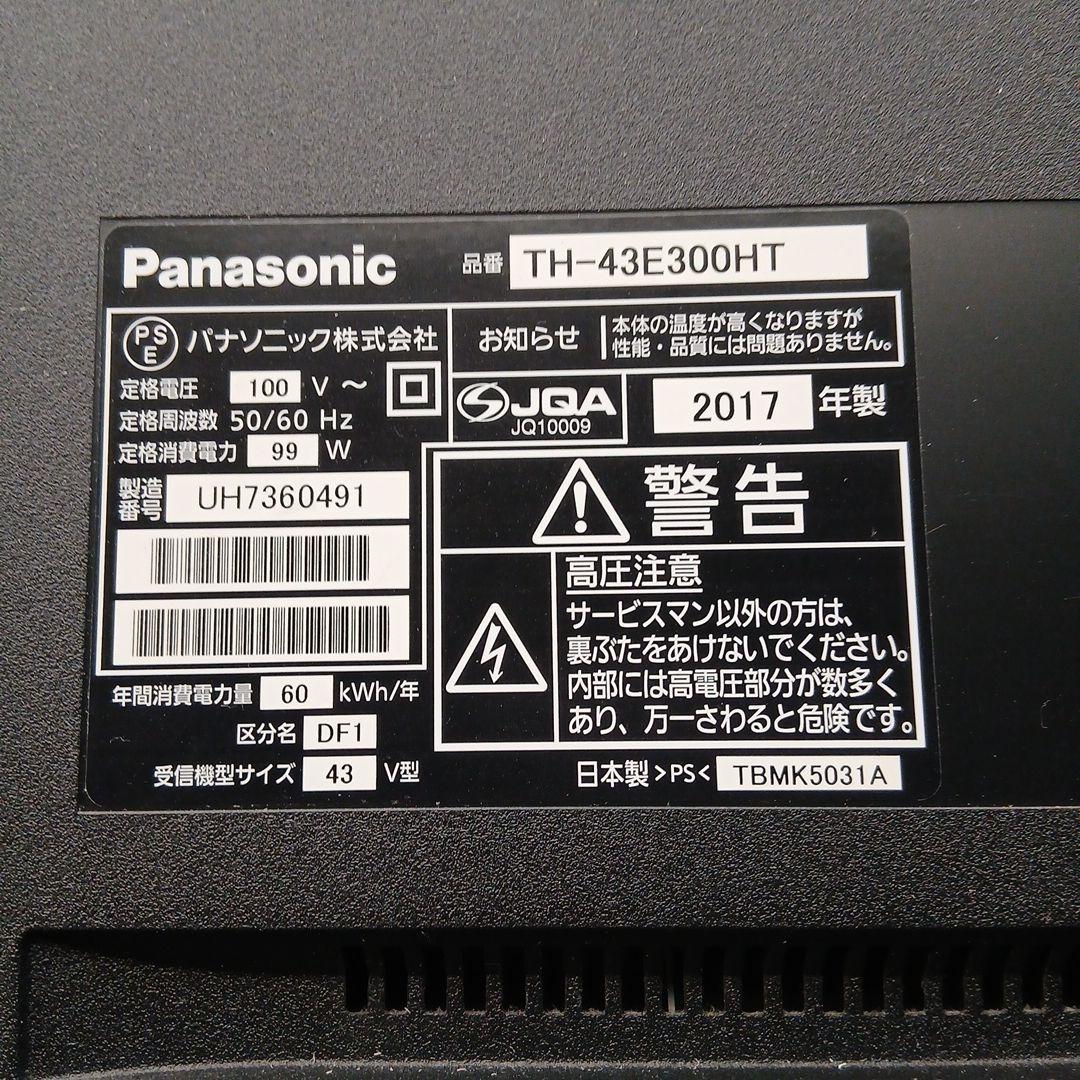 Panasonic
品番 TH-43E300HT
PS
E
パナソニック株式会社
定格電圧 100 V ～
定格周波数 50/60 Hz
定格消費電力 99 W
製造
番号
UH7360491
お知らせ
本体の温度が高くなりますが
性能・品質には問題ありません。
JQA
JQ10009
2017 年製
警告
高圧注意
サービスマン以外の方は、
裏ぶたをあけないでください。
内部には高電圧部分が数多く
あり、万一さわると危険です。
年間消費電力量 60 kWh/年
区分名 DF1
受信機型サイズ 43 V型
日本製 >PS< TBMK5031A